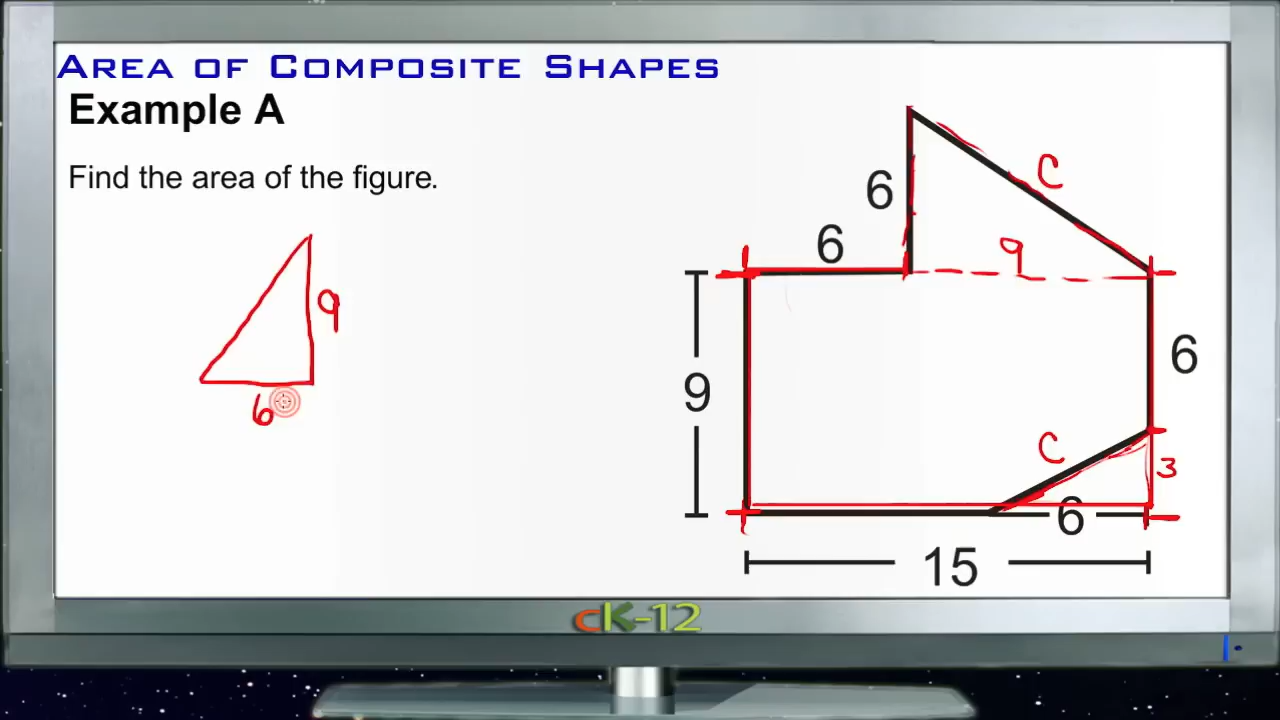 AREA OF COMPOSITE SHAPES
Example A
Find the area of the figure.
9
6
6
C
6
9
9
6
C
3
6
15
cK-12